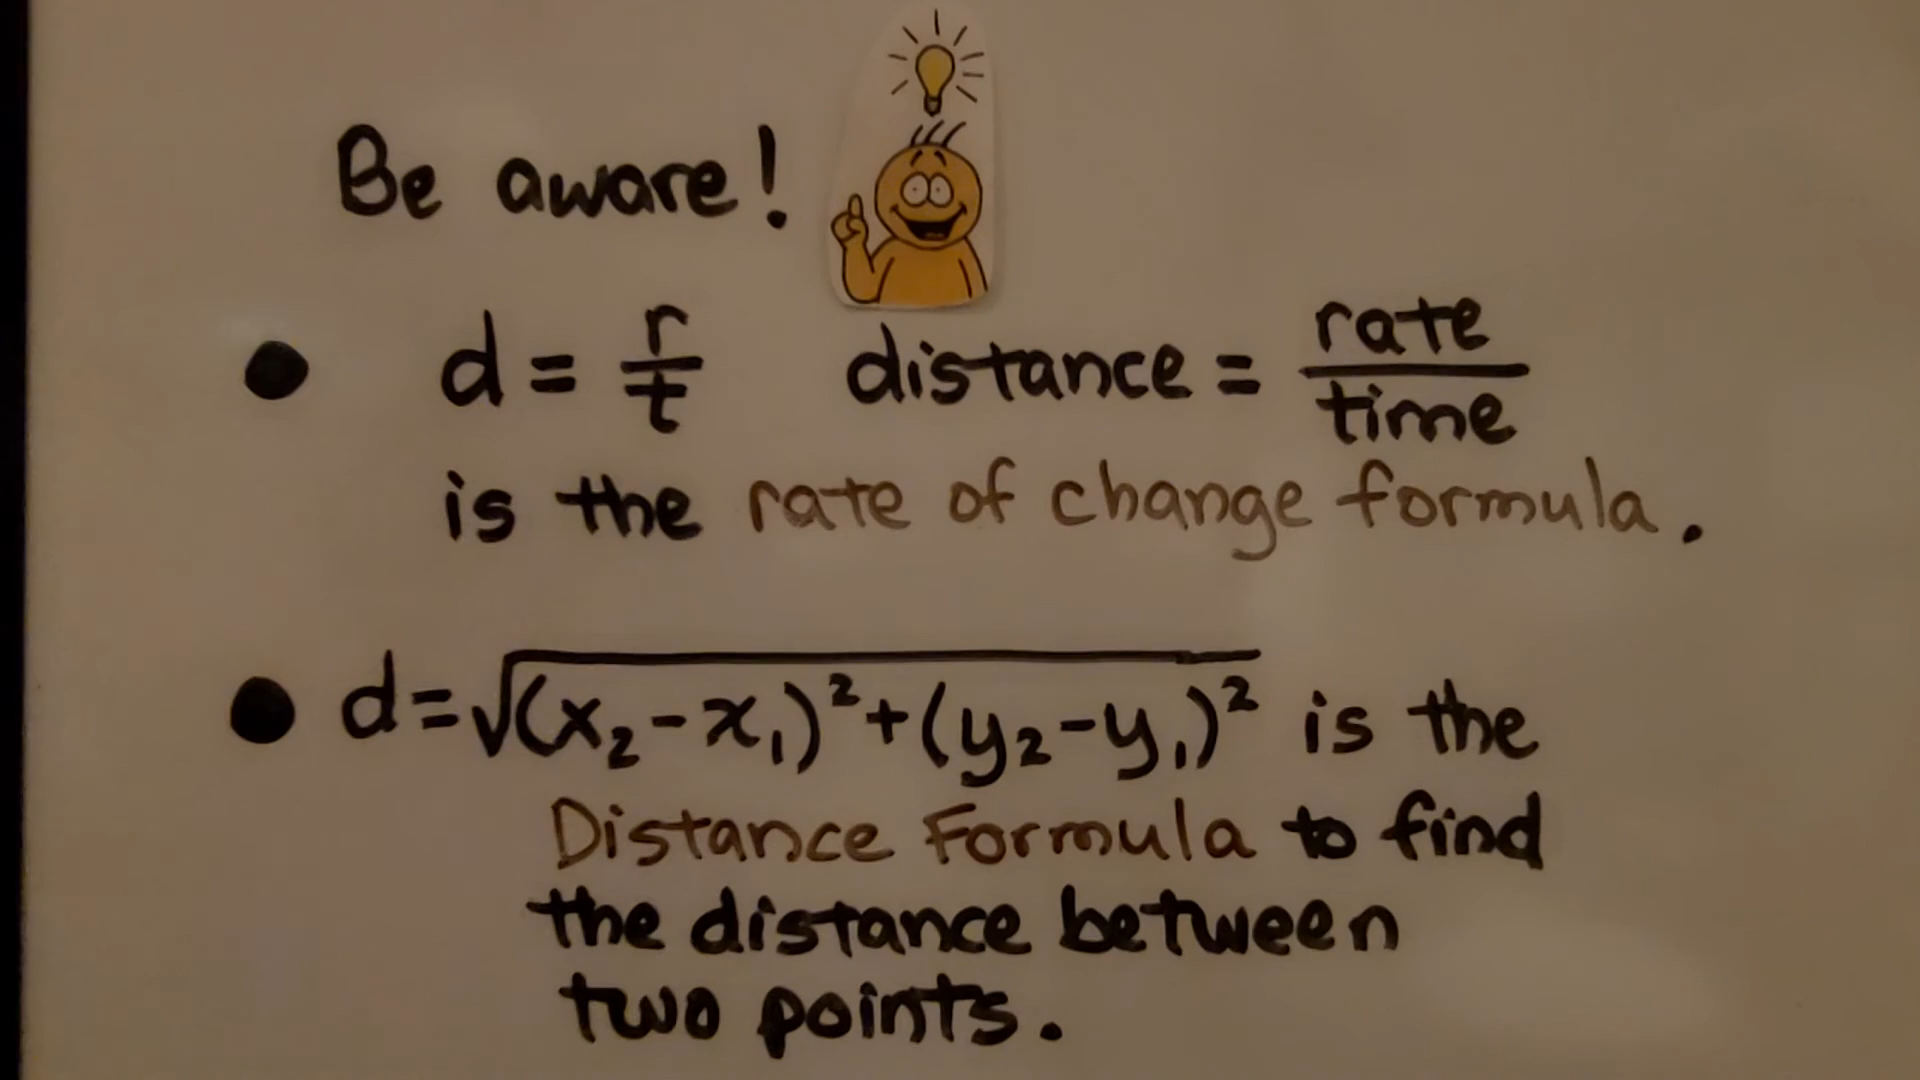 Be aware!
● d = r/t distance = rate/time
is the rate of change formula.
● d=√(x₂-x₁)²+(y₂-y₁)² is the
Distance Formula to find
the distance between
two points.